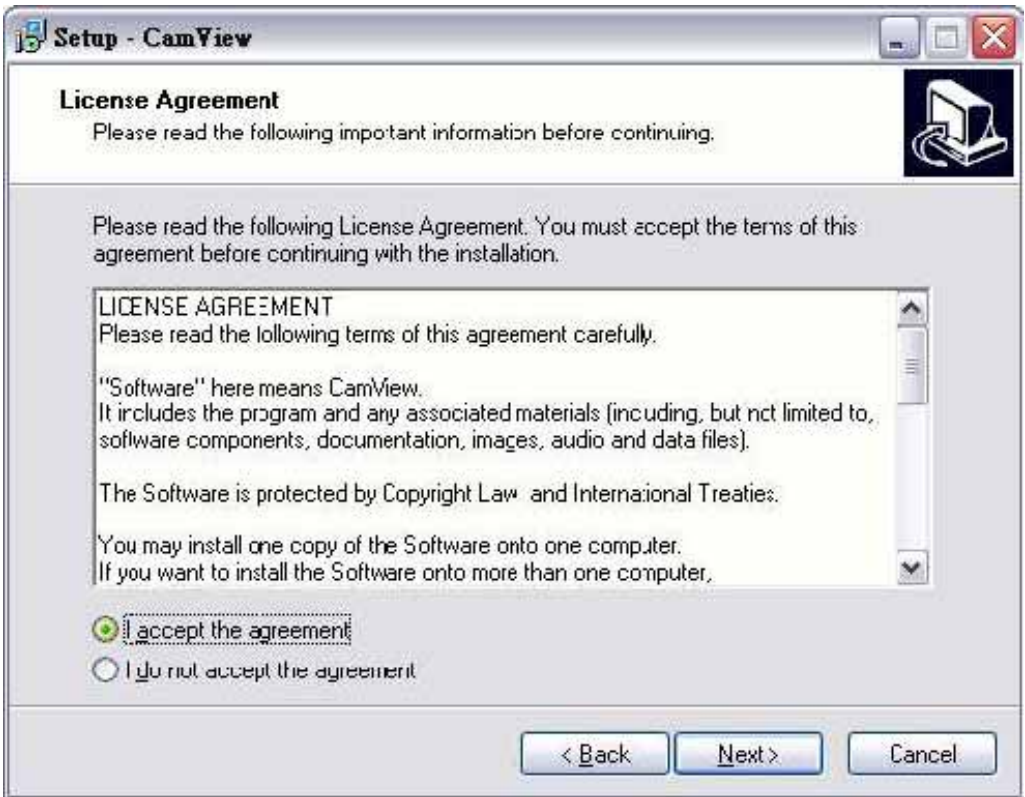 Setup - CamView
License Agreement
Please read the following important information before continuing.
Please read the following License Agreement. You must accept the terms of this
agreement before continuing with the installation.
LICENSE AGREEMENT
Please read the following terms of this agreement carefully.
"Software" here means CamView.
It includes the program and any associated materials (including, but not limited to,
software components, documentation, images, audio and data files).
The Software is protected by Copyright Law and International Treaties.
You may install one copy of the Software onto one computer.
If you want to install the Software onto more than one computer,
I accept the agreement
I do not accept the agreement
< Back Next > Cancel